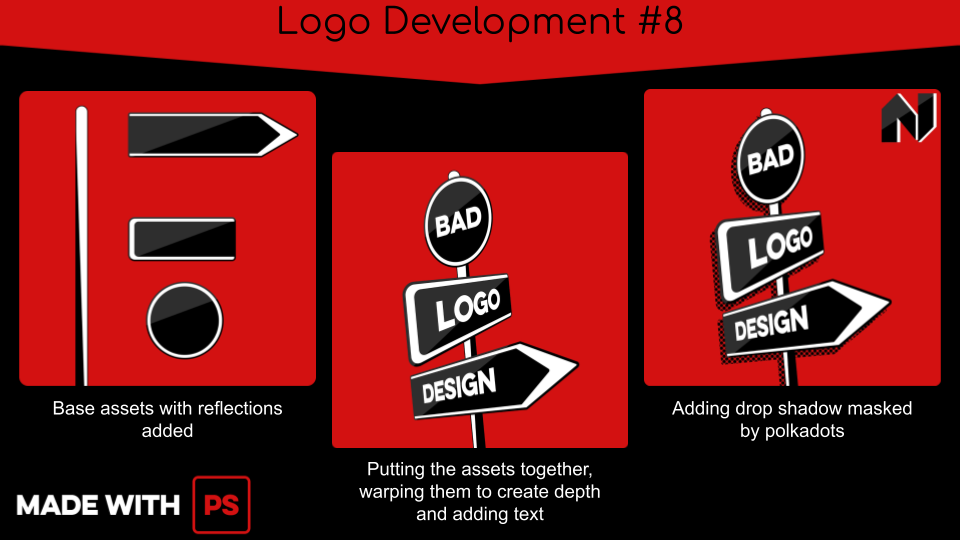 Logo Development #8
BAD
LOGO
DESIGN
Base assets with reflections
added
BAD
LOGO
DESIGN
N
Putting the assets together,
warping them to create depth
and adding text
Adding drop shadow masked
by polkadots
MADE WITH PS